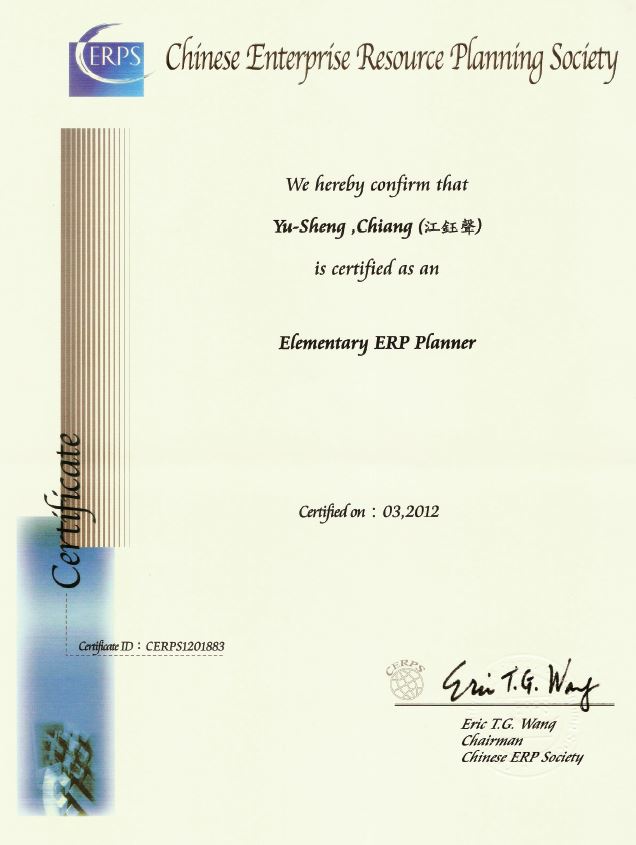 CERPS
Chinese Enterprise Resource Planning Society
We hereby confirm that
Yu-Sheng ,Chiang (江鈺聲)
is certified as an
Elementary ERP Planner
Certificate
Certified on：03,2012
Certificate ID：CERPS1201883
CERPS
Eric T.G. Wang
Eric T.G. Wang
Chairman
Chinese ERP Society